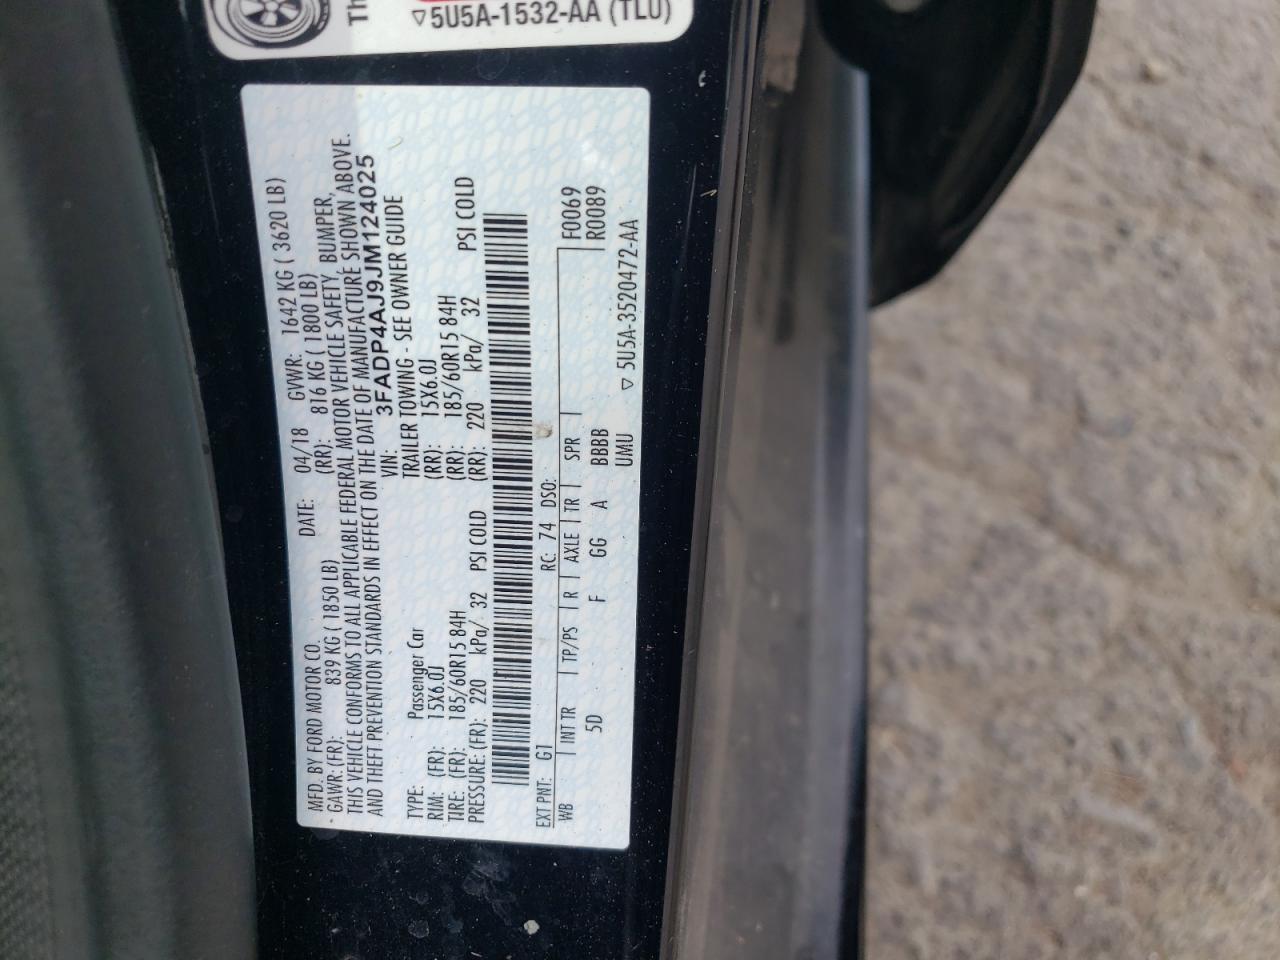 Th
▽5U5A-1532-AA (TLU)
MFD. BY FORD MOTOR CO. DATE: 04/18 GVWR: 1642 KG ( 3620 LB)
GAWR: (FR): 839 KG ( 1850 LB) (RR): 816 KG ( 1800 LB)
THIS VEHICLE CONFORMS TO ALL APPLICABLE FEDERAL MOTOR VEHICLE SAFETY, BUMPER,
AND THEFT PREVENTION STANDARDS IN EFFECT ON THE DATE OF MANUFACTURE SHOWN ABOVE.
VIN: 3FADP4AJ9JM124025
TYPE: Passenger Car TRAILER TOWING - SEE OWNER GUIDE
RIM: (FR): 15X6.0J (RR): 15X6.0J
TIRE: (FR): 185/60R15 84H (RR): 185/60R15 84H
PRESSURE: (FR): 220 kPa/ 32 PSI COLD (RR): 220 kPa/ 32 PSI COLD
EXT PNT: G1 RC: 74 DSO: F0069
WB | INT TR | TP/PS | R | AXLE | TR | SPR | R0089
5D F GG A BBBB
UMU
▽5U5A-3520472-AA